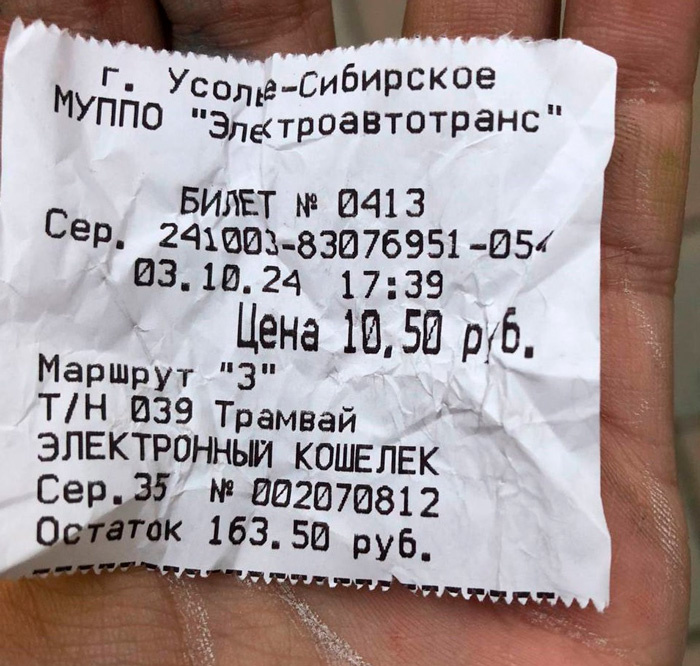 г. Усолье-Сибирское
МУППО "Электроавтотранс"
БИЛЕТ № 0413
Сер. 241003-83076951-054
03.10.24 17:39
Цена 10,50 руб.
Маршрут "3"
Т/Н 039 Трамвай
ЭЛЕКТРОННЫЙ КОШЕЛЕК
Сер.35 № 002070812
Остаток 163.50 руб.